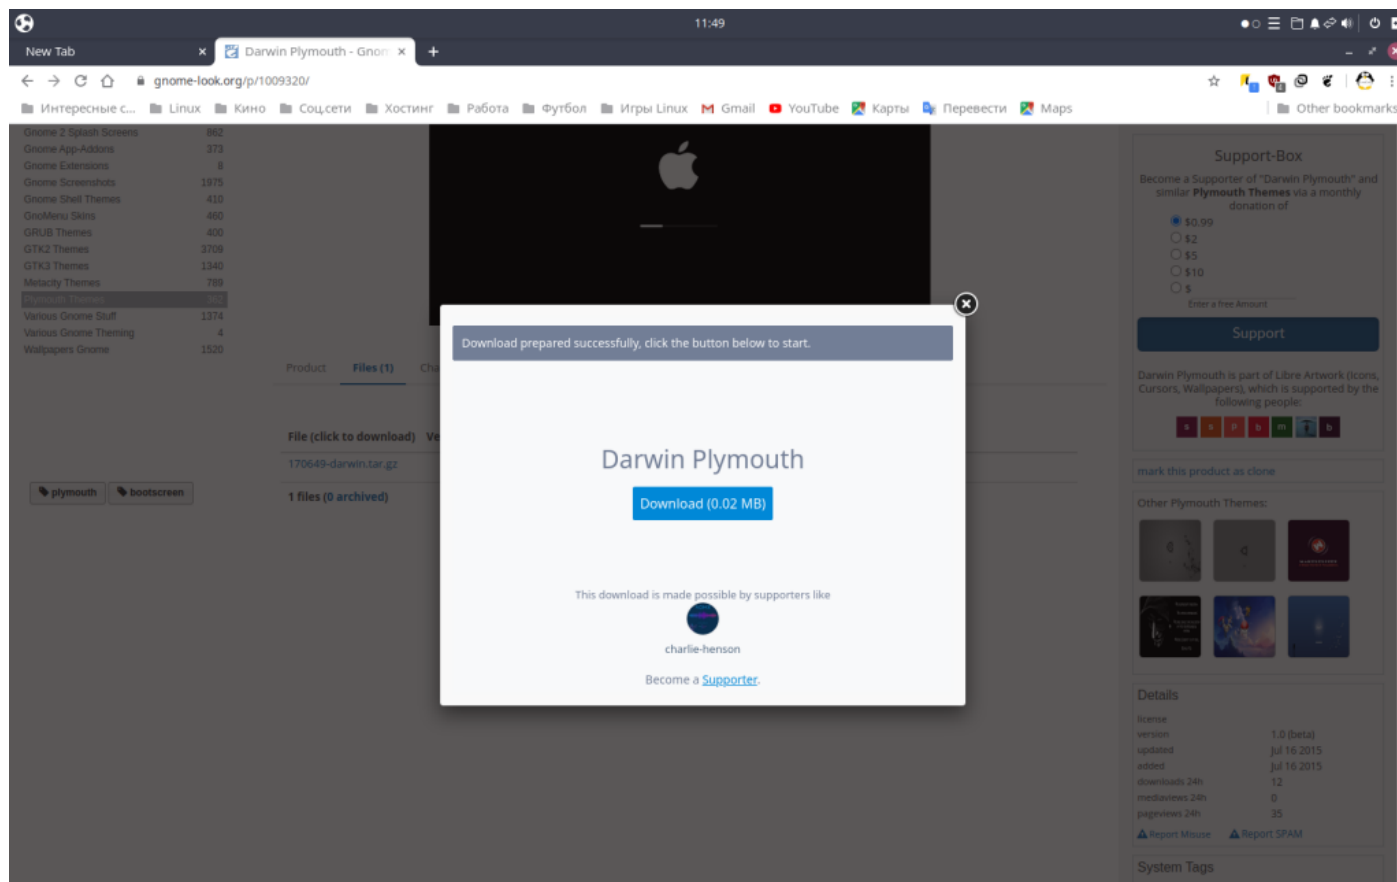 11:49
New Tab
Darwin Plymouth - Gnom
gnome-look.org/p/1009320/
Интересные с... Linux Кино Соц.сети Хостинг Работа Футбол Игры Linux Gmail YouTube Карты Перевести Maps Other bookmarks
Gnome 2 Splash Screens 862
Gnome App-Addons 373
Gnome Extensions 8
Gnome Screenshots 1975
Gnome Shell Themes 410
GnoMenu Skins 460
GRUB Themes 400
GTK2 Themes 3709
GTK3 Themes 1340
Metacity Themes 789
Plymouth Themes 362
Various Gnome Stuff 1374
Various Gnome Theming 4
Wallpapers Gnome 1520
plymouth bootscreen
Product Files (1) Cha
File (click to download) Ve
170649-darwin.tar.gz
1 files (0 archived)
Download prepared successfully, click the button below to start.
Darwin Plymouth
Download (0.02 MB)
This download is made possible by supporters like
charlie-henson
Become a Supporter.
Support-Box
Become a Supporter of "Darwin Plymouth" and
similar Plymouth Themes via a monthly
donation of
$0.99
$2
$5
$10
$
Enter a free Amount
Support
Darwin Plymouth is part of Libre Artwork (Icons,
Cursors, Wallpapers), which is supported by the
following people:
s s p b m b
mark this product as clone
Other Plymouth Themes:
Details
license
version 1.0 (beta)
updated Jul 16 2015
added Jul 16 2015
downloads 24h 12
mediaviews 24h 0
pageviews 24h 35
Report Misuse Report SPAM
System Tags